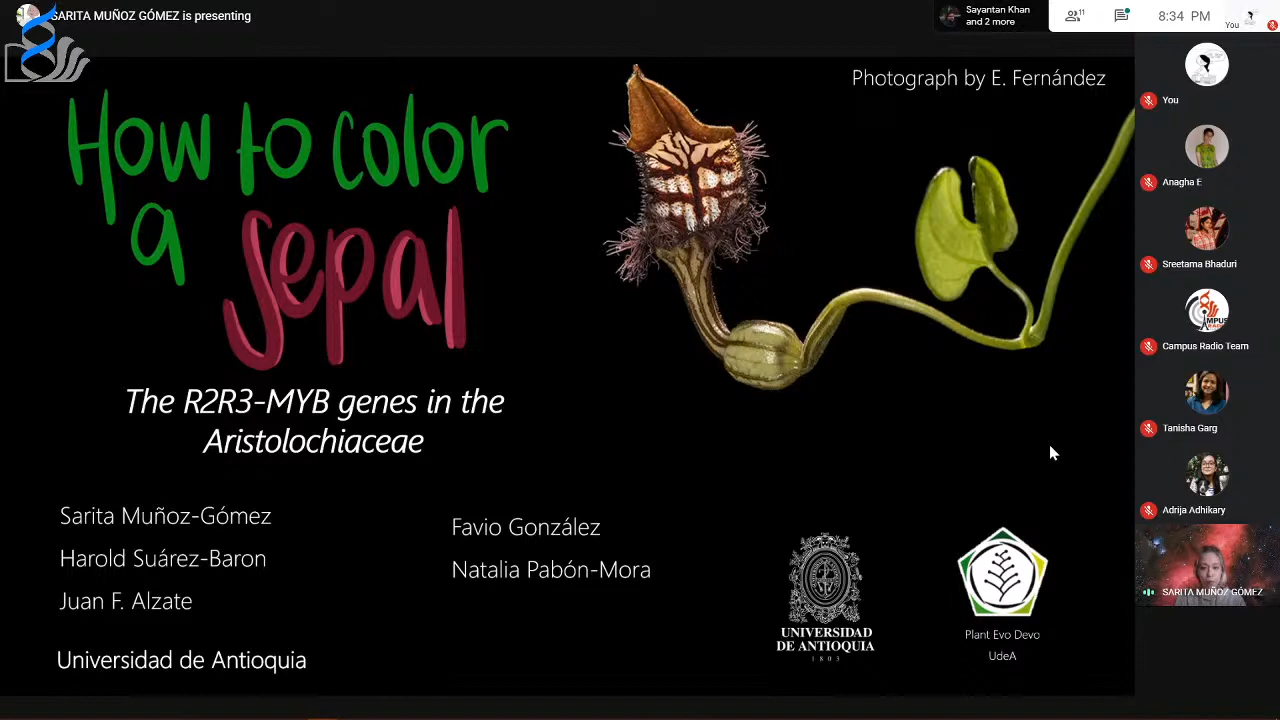 SARITA MUÑOZ GÓMEZ is presenting
Sayantan Khan
and 2 more
11
8:34 PM
You
Photograph by E. Fernández
How to color
a sepal
The R2R3-MYB genes in the
Aristolochiaceae
Sarita Muñoz-Gómez
Harold Suárez-Baron
Juan F. Alzate
Universidad de Antioquia
Favio González
Natalia Pabón-Mora
UNIVERSIDAD
DE ANTIOQUIA
1803
Plant Evo Devo
UdeA
You
Anagha E
Sreetama Bhaduri
Campus Radio Team
Tanisha Garg
Adrija Adhikary
SARITA MUÑOZ GÓMEZ